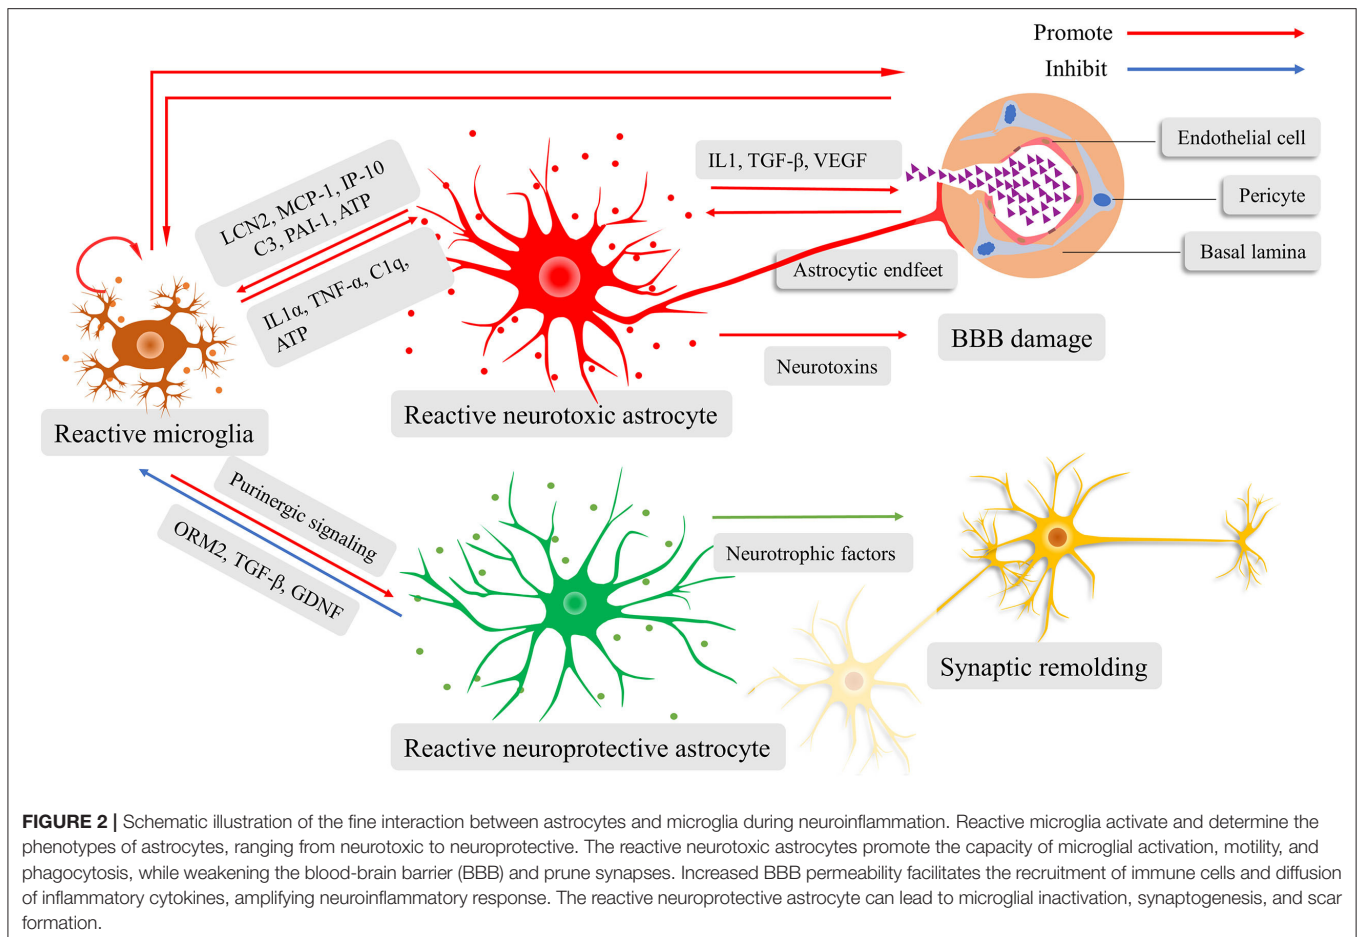 Promote
Inhibit
Endothelial cell
Pericyte
Basal lamina
IL1, TGF-β, VEGF
LCN2, MCP-1, IP-10
C3, PAI-1, ATP
IL1α, TNF-α, C1q,
ATP
Astrocytic endfeet
BBB damage
Neurotoxins
Reactive neurotoxic astrocyte
Reactive microglia
Purinergic signaling
ORM2, TGF-β, GDNF
Neurotrophic factors
Synaptic remolding
Reactive neuroprotective astrocyte
FIGURE 2 | Schematic illustration of the fine interaction between astrocytes and microglia during neuroinflammation. Reactive microglia activate and determine the
phenotypes of astrocytes, ranging from neurotoxic to neuroprotective. The reactive neurotoxic astrocytes promote the capacity of microglial activation, motility, and
phagocytosis, while weakening the blood-brain barrier (BBB) and prune synapses. Increased BBB permeability facilitates the recruitment of immune cells and diffusion
of inflammatory cytokines, amplifying neuroinflammatory response. The reactive neuroprotective astrocyte can lead to microglial inactivation, synaptogenesis, and scar
formation.